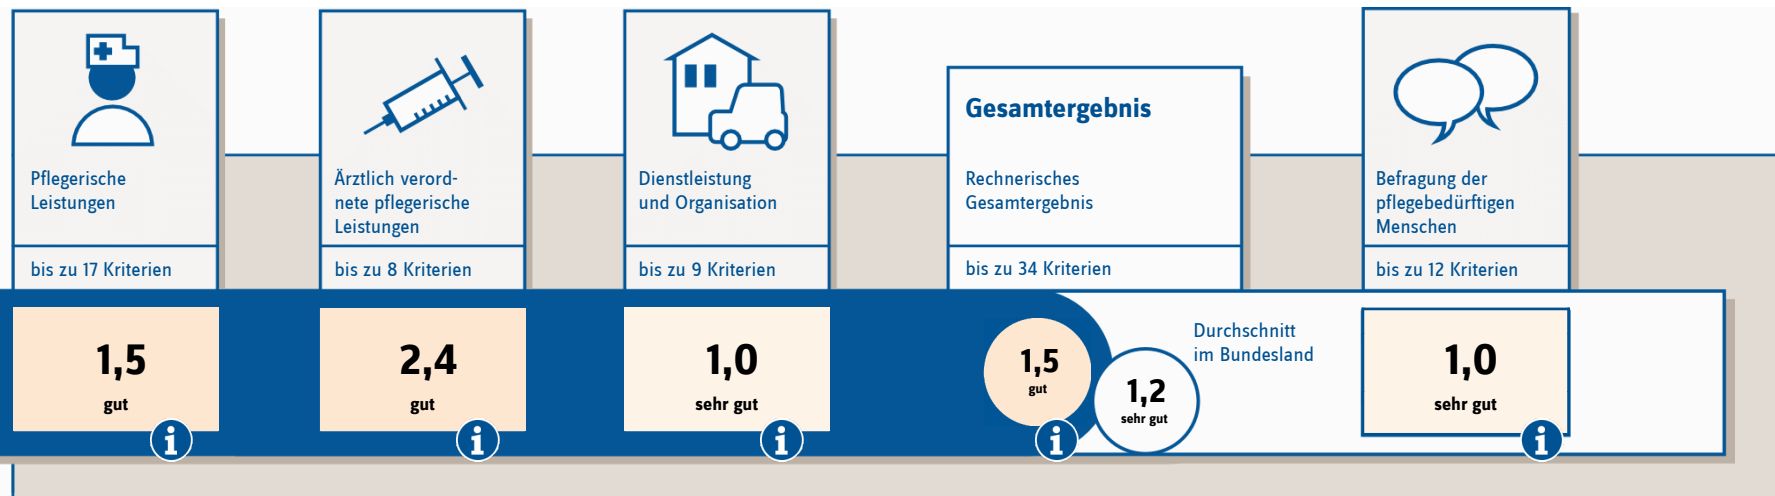 Pflegerische
Leistungen
bis zu 17 Kriterien
1,5
gut
Ärztlich verord-
nete pflegerische
Leistungen
bis zu 8 Kriterien
2,4
gut
Dienstleistung
und Organisation
bis zu 9 Kriterien
1,0
sehr gut
Gesamtergebnis
Rechnerisches
Gesamtergebnis
bis zu 34 Kriterien
1,5
gut
1,2
sehr gut
Durchschnitt
im Bundesland
Befragung der
pflegebedürftigen
Menschen
bis zu 12 Kriterien
1,0
sehr gut